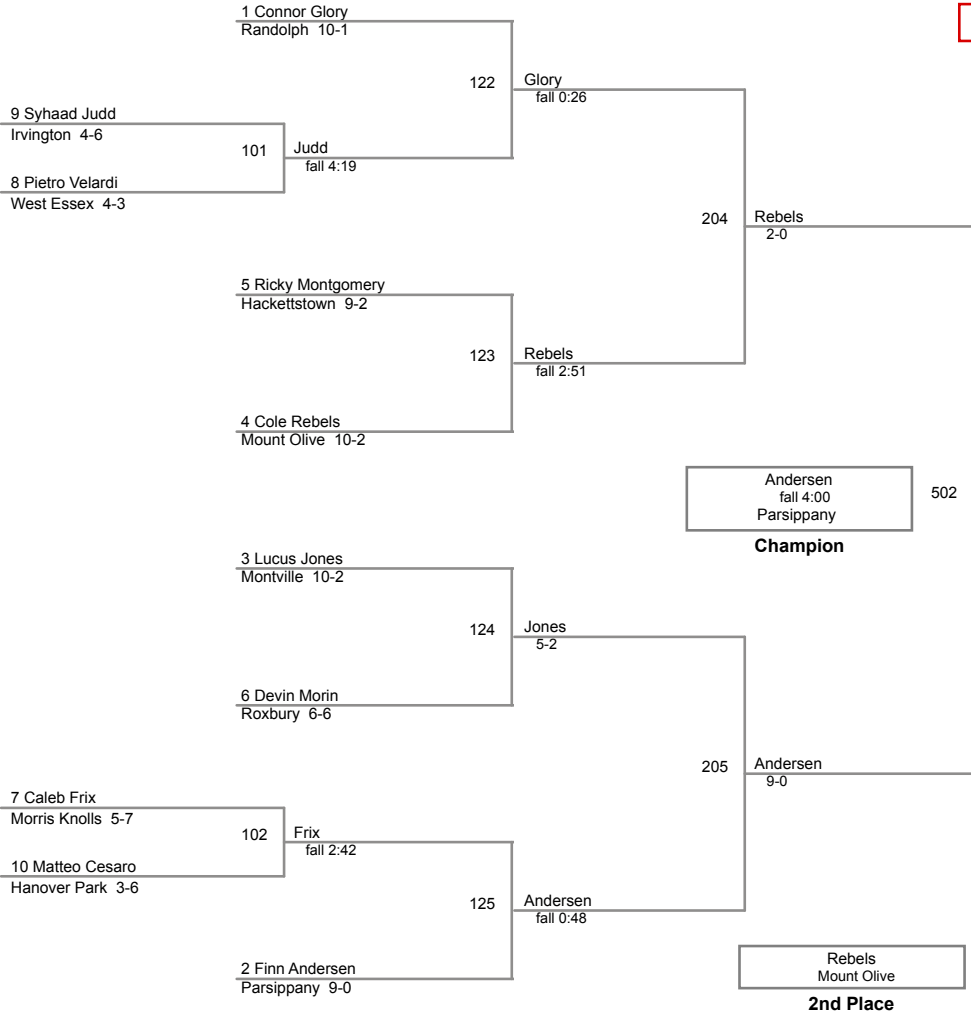 1 Connor Glory
Randolph 10-1
122
Glory
fall 0:26
9 Syhaad Judd
Irvington 4-6
101
Judd
fall 4:19
8 Pietro Velardi
West Essex 4-3
204
Rebels
2-0
5 Ricky Montgomery
Hackettstown 9-2
123
Rebels
fall 2:51
4 Cole Rebels
Mount Olive 10-2
Andersen
fall 4:00
Parsippany
502
Champion
3 Lucus Jones
Montville 10-2
124
Jones
5-2
6 Devin Morin
Roxbury 6-6
205
Andersen
9-0
7 Caleb Frix
Morris Knolls 5-7
102
Frix
fall 2:42
10 Matteo Cesaro
Hanover Park 3-6
125
Andersen
fall 0:48
2 Finn Andersen
Parsippany 9-0
Rebels
Mount Olive
2nd Place